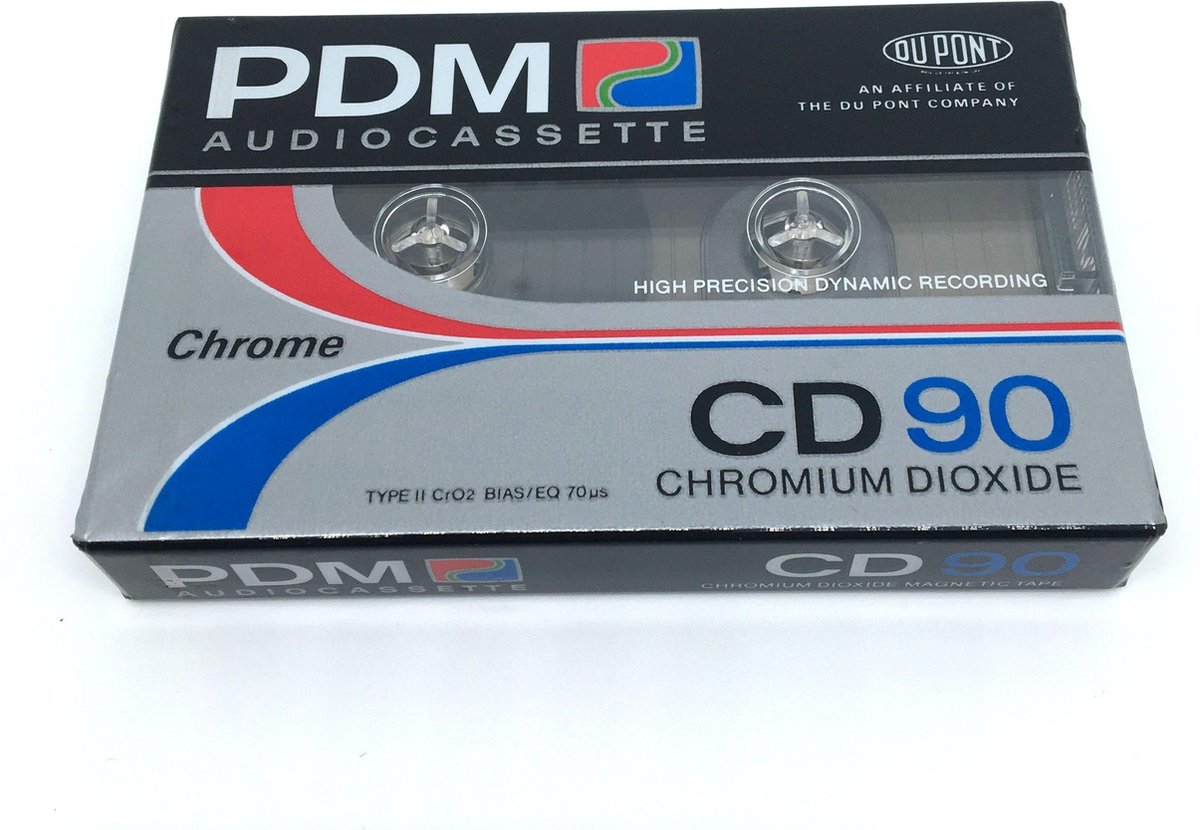 PDM
AUDIOCASSETTE
DU PONT
AN AFFILIATE OF
THE DU PONT COMPANY
HIGH PRECISION DYNAMIC RECORDING
Chrome
CD 90
CHROMIUM DIOXIDE
TYPE II CrO2 BIAS/EQ 70µs
PDM
AUDIOCASSETTE
CD 90
CHROMIUM DIOXIDE MAGNETIC TAPE